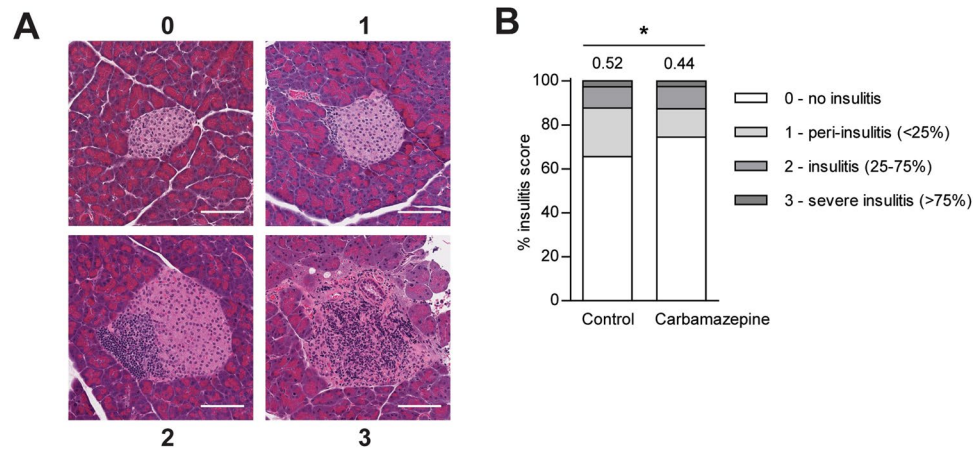 A
0
1
2
3
B
*
0.52 0.44
100
80
60
40
20
0
% insulitis score
Control Carbamazepine
0 - no insulitis
1 - peri-insulitis (<25%)
2 - insulitis (25-75%)
3 - severe insulitis (>75%)